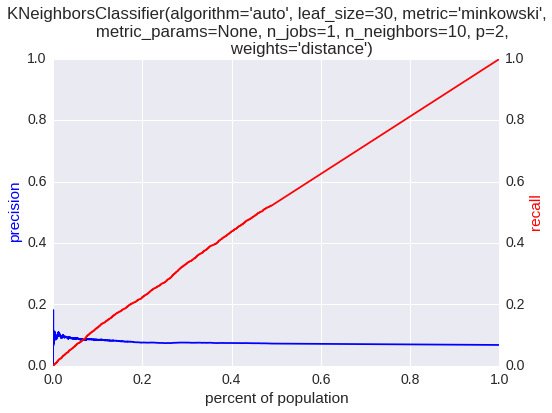 KNeighborsClassifier(algorithm='auto', leaf_size=30, metric='minkowski',
metric_params=None, n_jobs=1, n_neighbors=10, p=2,
weights='distance')
1.0 1.0
0.8 0.8
0.6 0.6
precision recall
0.4 0.4
0.2 0.2
0.0 0.0
0.0 0.2 0.4 0.6 0.8 1.0
percent of population